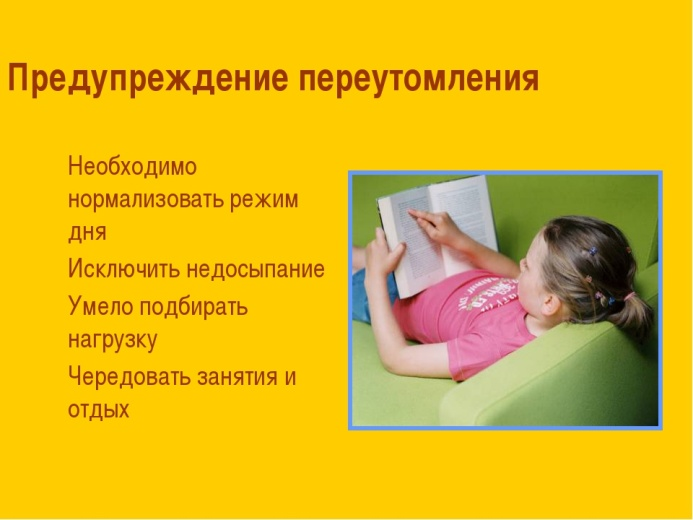 Предупреждение переутомления
Необходимо
нормализовать режим
дня
Исключить недосыпание
Умело подбирать
нагрузку
Чередовать занятия и
отдых